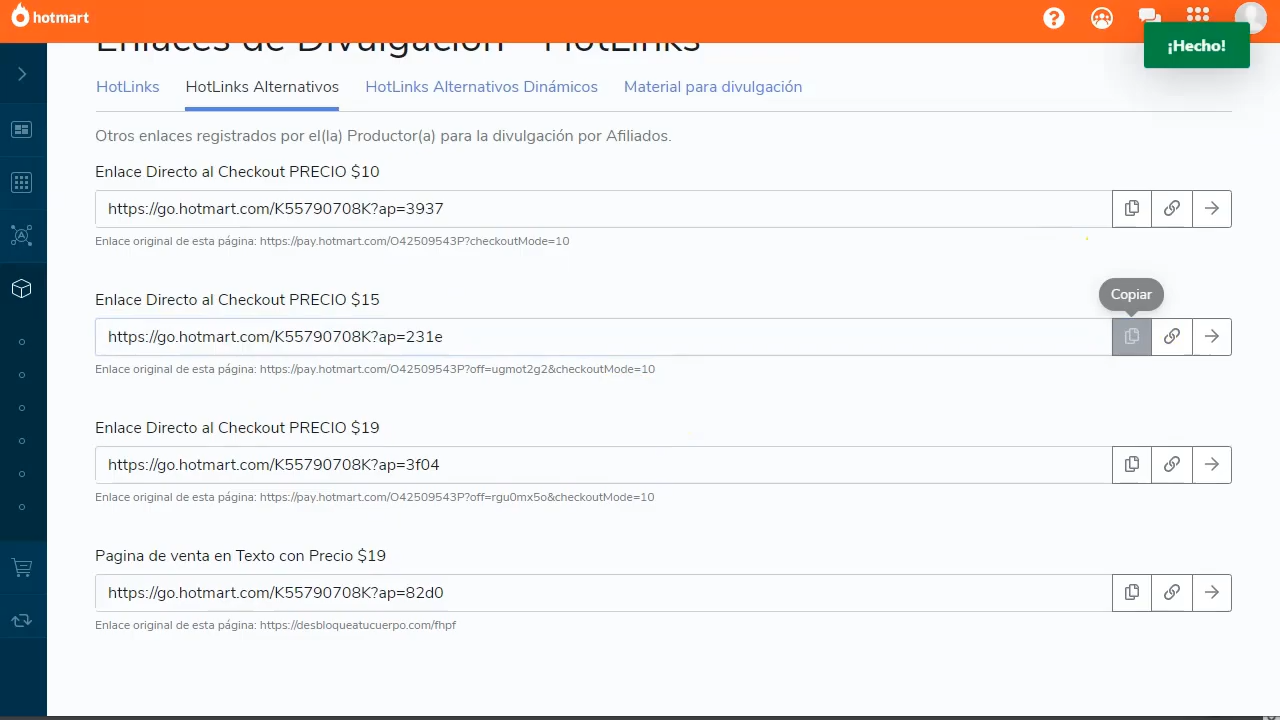 hotmart
¡Hecho!
Enlaces de Divulgación - HotLinks
HotLinks
HotLinks Alternativos
HotLinks Alternativos Dinámicos
Material para divulgación
Otros enlaces registrados por el(la) Productor(a) para la divulgación por Afiliados.
Enlace Directo al Checkout PRECIO $10
https://go.hotmart.com/K55790708K?ap=3937
Enlace original de esta página: https://pay.hotmart.com/O42509543P?checkoutMode=10
Enlace Directo al Checkout PRECIO $15
Copiar
https://go.hotmart.com/K55790708K?ap=231e
Enlace original de esta página: https://pay.hotmart.com/O42509543P?off=ugmot2g2&checkoutMode=10
Enlace Directo al Checkout PRECIO $19
https://go.hotmart.com/K55790708K?ap=3f04
Enlace original de esta página: https://pay.hotmart.com/O42509543P?off=rgu0mx5o&checkoutMode=10
Pagina de venta en Texto con Precio $19
https://go.hotmart.com/K55790708K?ap=82d0
Enlace original de esta página: https://desbloqueatucuerpo.com/fhpf